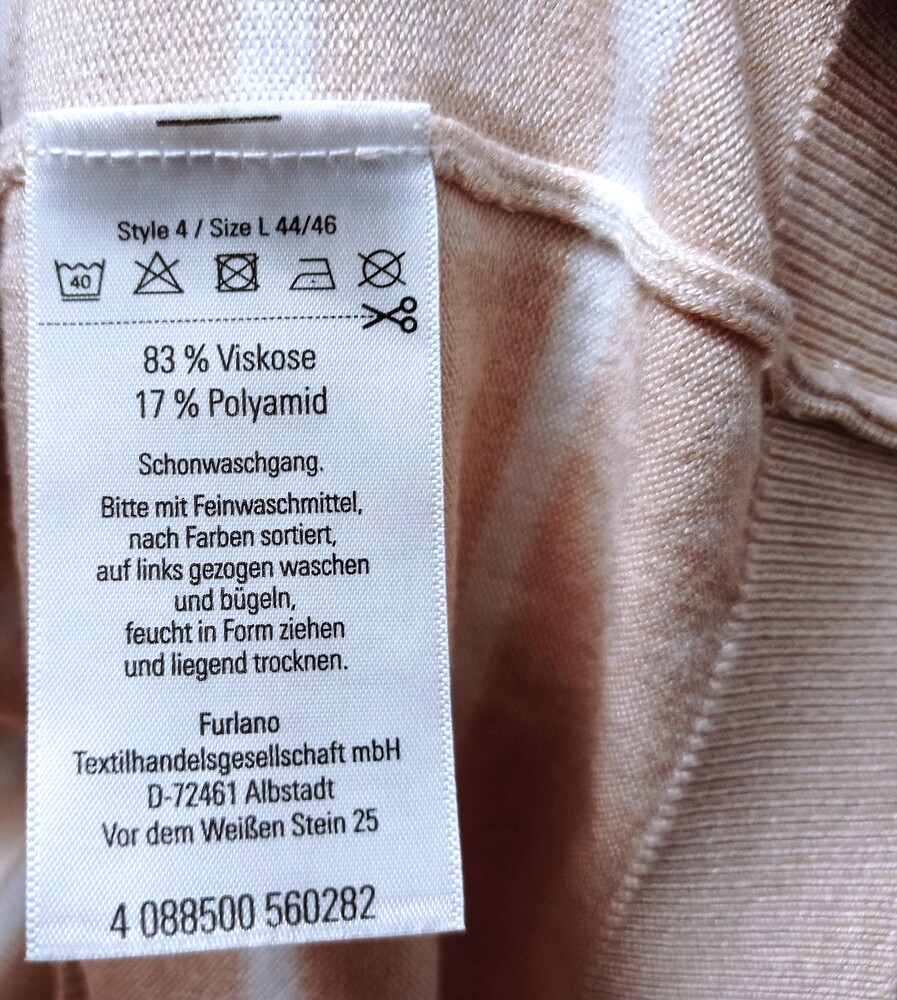 Style 4 / Size L 44/46
40
83 % Viskose
17 % Polyamid
Schonwaschgang.
Bitte mit Feinwaschmittel,
nach Farben sortiert,
auf links gezogen waschen
und bügeln,
feucht in Form ziehen
und liegend trocknen.
Furlano
Textilhandelsgesellschaft mbH
D-72461 Albstadt
Vor dem Weißen Stein 25
4 088500 560282